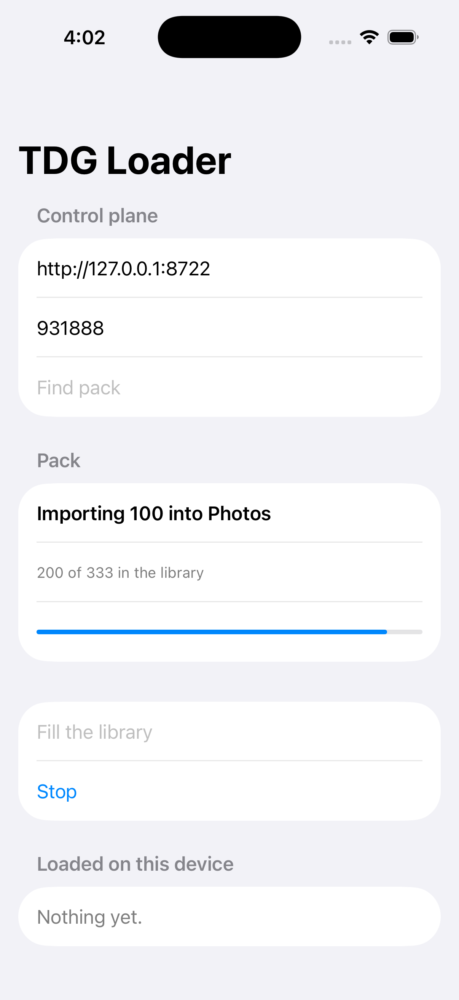 4:02
TDG Loader
Control plane
http://127.0.0.1:8722
931888
Find pack
Pack
Importing 100 into Photos
200 of 333 in the library
Fill the library
Stop
Loaded on this device
Nothing yet.